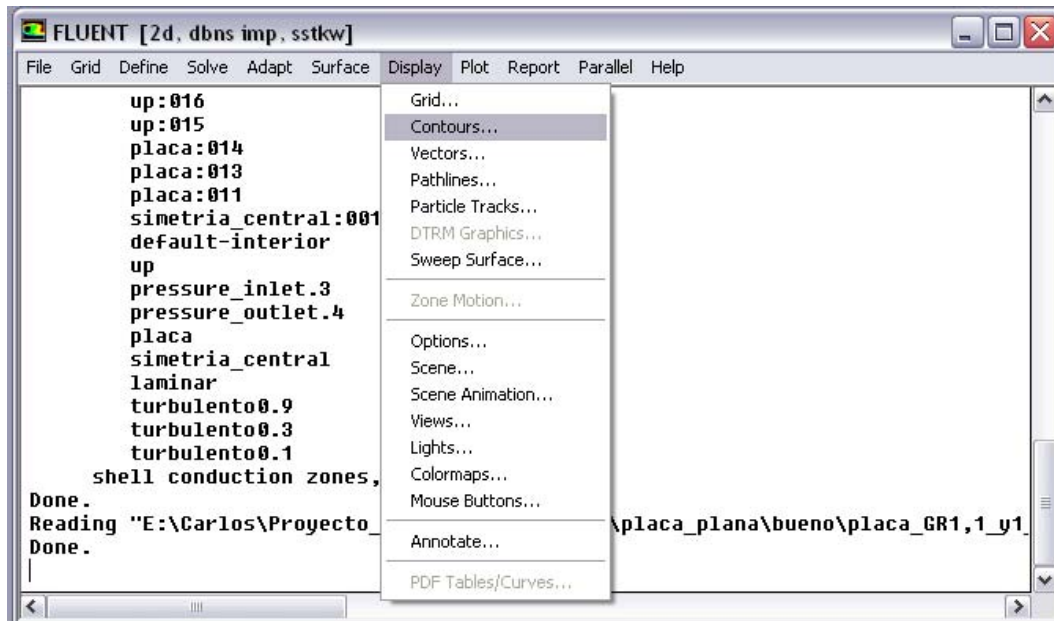 FLUENT [2d, dbns imp, sstkw]
File Grid Define Solve Adapt Surface Display Plot Report Parallel Help
up:016
up:015
placa:014
placa:013
placa:011
simetria_central:001
default-interior
up
pressure_inlet.3
pressure_outlet.4
placa
simetria_central
laminar
turbulento0.9
turbulento0.3
turbulento0.1
shell conduction zones,
Done.
Reading "E:\Carlos\Proyecto_ \placa_plana\bueno\placa_GR1,1_y1_
Done.
Grid...
Contours...
Vectors...
Pathlines...
Particle Tracks...
DTRM Graphics...
Sweep Surface...
Zone Motion...
Options...
Scene...
Scene Animation...
Views...
Lights...
Colormaps...
Mouse Buttons...
Annotate...
PDF Tables/Curves...